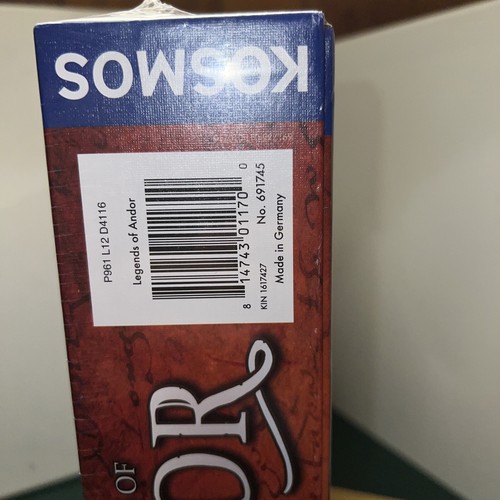 KOSMOS
P961 L12 D4116
Legends of Andor
8 14743 01170 0
KIN 1617427 No. 691745
Made in Germany
OF
OR